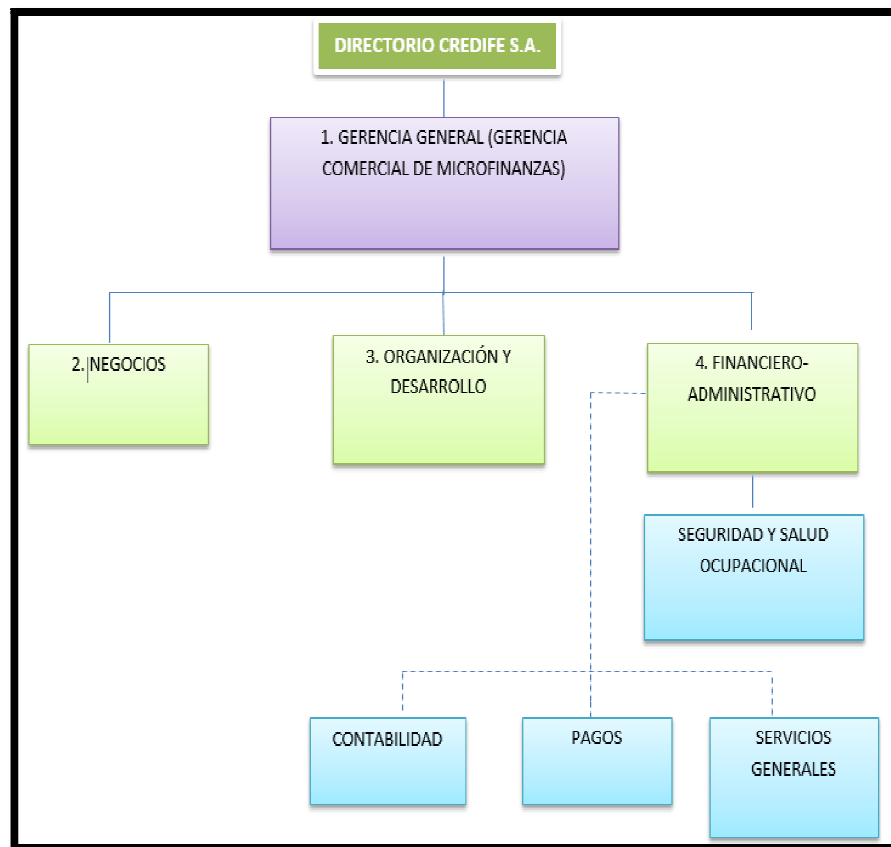 DIRECTORIO CREDIFE S.A.
1. GERENCIA GENERAL (GERENCIA
COMERCIAL DE MICROFINANZAS)
2. NEGOCIOS
3. ORGANIZACIÓN Y
DESARROLLO
4. FINANCIERO-
ADMINISTRATIVO
SEGURIDAD Y SALUD
OCUPACIONAL
CONTABILIDAD
PAGOS
SERVICIOS
GENERALES